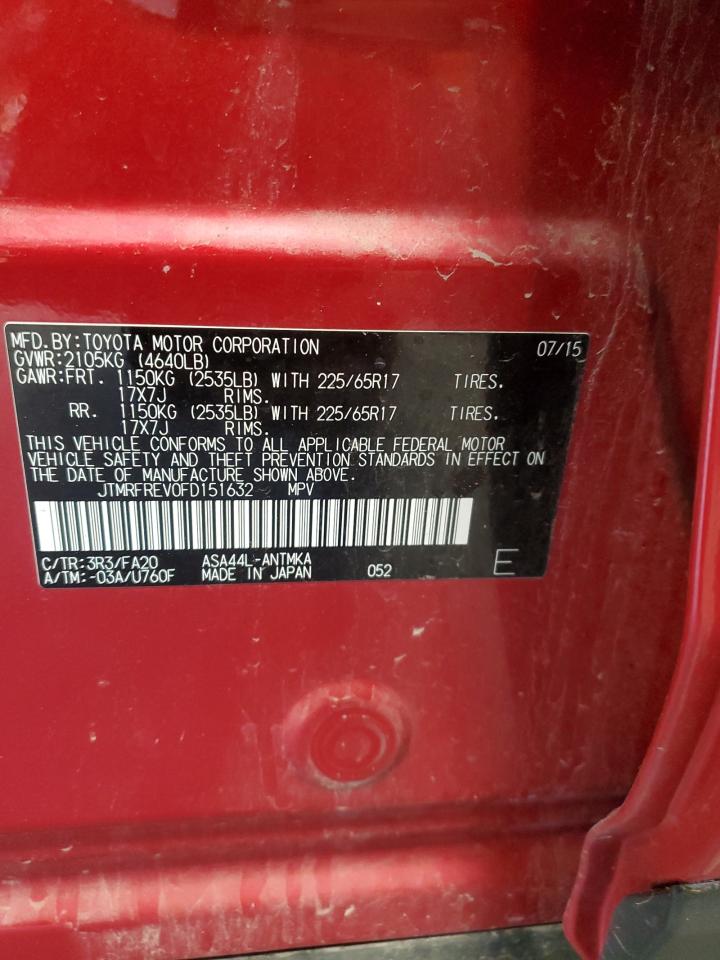 MFD.BY:TOYOTA MOTOR CORPORATION 07/15
GVWR:2105KG (4640LB)
GAWR:FRT. 1150KG (2535LB) WITH 225/65R17 TIRES.
17X7J RIMS.
RR. 1150KG (2535LB) WITH 225/65R17 TIRES.
17X7J RIMS.
THIS VEHICLE CONFORMS TO ALL APPLICABLE FEDERAL MOTOR
VEHICLE SAFETY AND THEFT PREVENTION STANDARDS IN EFFECT ON
THE DATE OF MANUFACTURE SHOWN ABOVE.
JTMRFREV0FD151632 MPV
C/TR:3R3/FA20 ASA44L-ANTMKA
A/TM:-03A/U760F MADE IN JAPAN 052 E